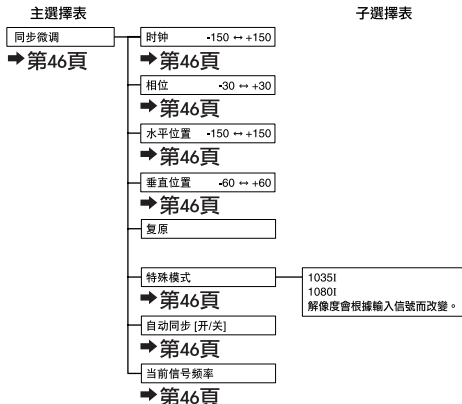 主選擇表
子選擇表
同步微调
➡第46頁
时钟 -150 ↔ +150
➡第46頁
相位 -30 ↔ +30
➡第46頁
水平位置 -150 ↔ +150
➡第46頁
垂直位置 -60 ↔ +60
➡第46頁
复原
特殊模式
➡第46頁
1035I
1080I
解像度會根據輸入信號而改變。
自动同步 [开/关]
➡第46頁
当前信号频率
➡第46頁